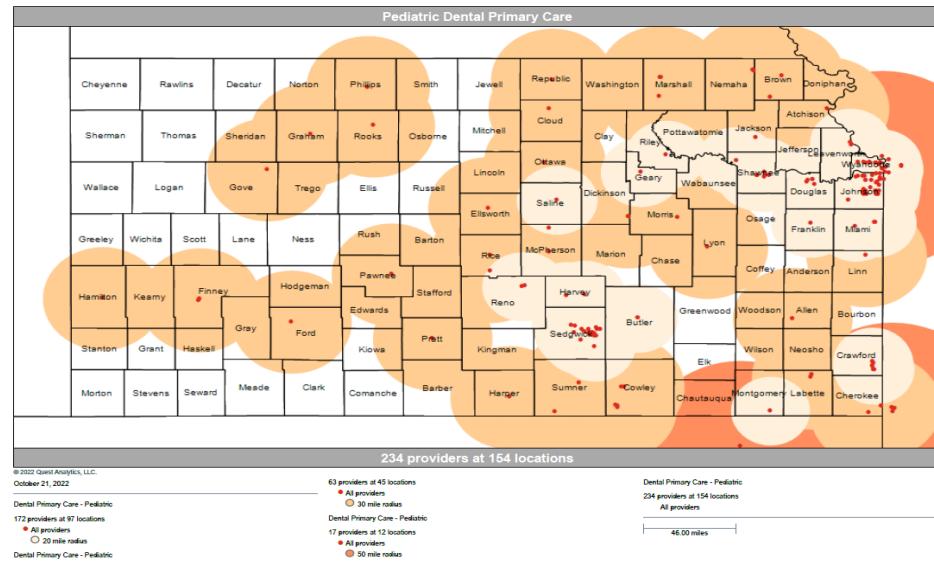 Pediatric Dental Primary Care
Cheyenne Rawlins Decatur Norton Phillips Smith Jewell Republic Washington Marshall Nemaha Brown Doniphan
Sherman Thomas Sheridan Graham Rooks Osborne Mitchell Cloud Clay Riley Pottawatomie Jackson Atchison
Jefferson Leavenworth
Wallace Logan Gove Trego Ellis Russell Lincoln Ottawa Geary Wabaunsee Shawnee Wyandotte
Ellsworth Saline Dickinson Morris Osage Douglas Johnson
Greeley Wichita Scott Lane Ness Rush Barton Rice McPherson Marion Chase Lyon Franklin Miami
Hamilton Kearny Finney Hodgeman Pawnee Stafford Reno Harvey Coffey Anderson Linn
Gray Ford Edwards Sedgwick Butler Greenwood Woodson Allen Bourbon
Stanton Grant Haskell Kiowa Pratt Kingman Elk Wilson Neosho Crawford
Morton Stevens Seward Meade Clark Comanche Barber Harper Sumner Cowley Chautauqua Montgomery Labette Cherokee
234 providers at 154 locations
© 2022 Quest Analytics, LLC.
October 21, 2022
Dental Primary Care - Pediatric
172 providers at 97 locations
All providers
20 mile radius
Dental Primary Care - Pediatric
63 providers at 45 locations
All providers
30 mile radius
Dental Primary Care - Pediatric
17 providers at 12 locations
All providers
50 mile radius
Dental Primary Care - Pediatric
234 providers at 154 locations
All providers
46.00 miles